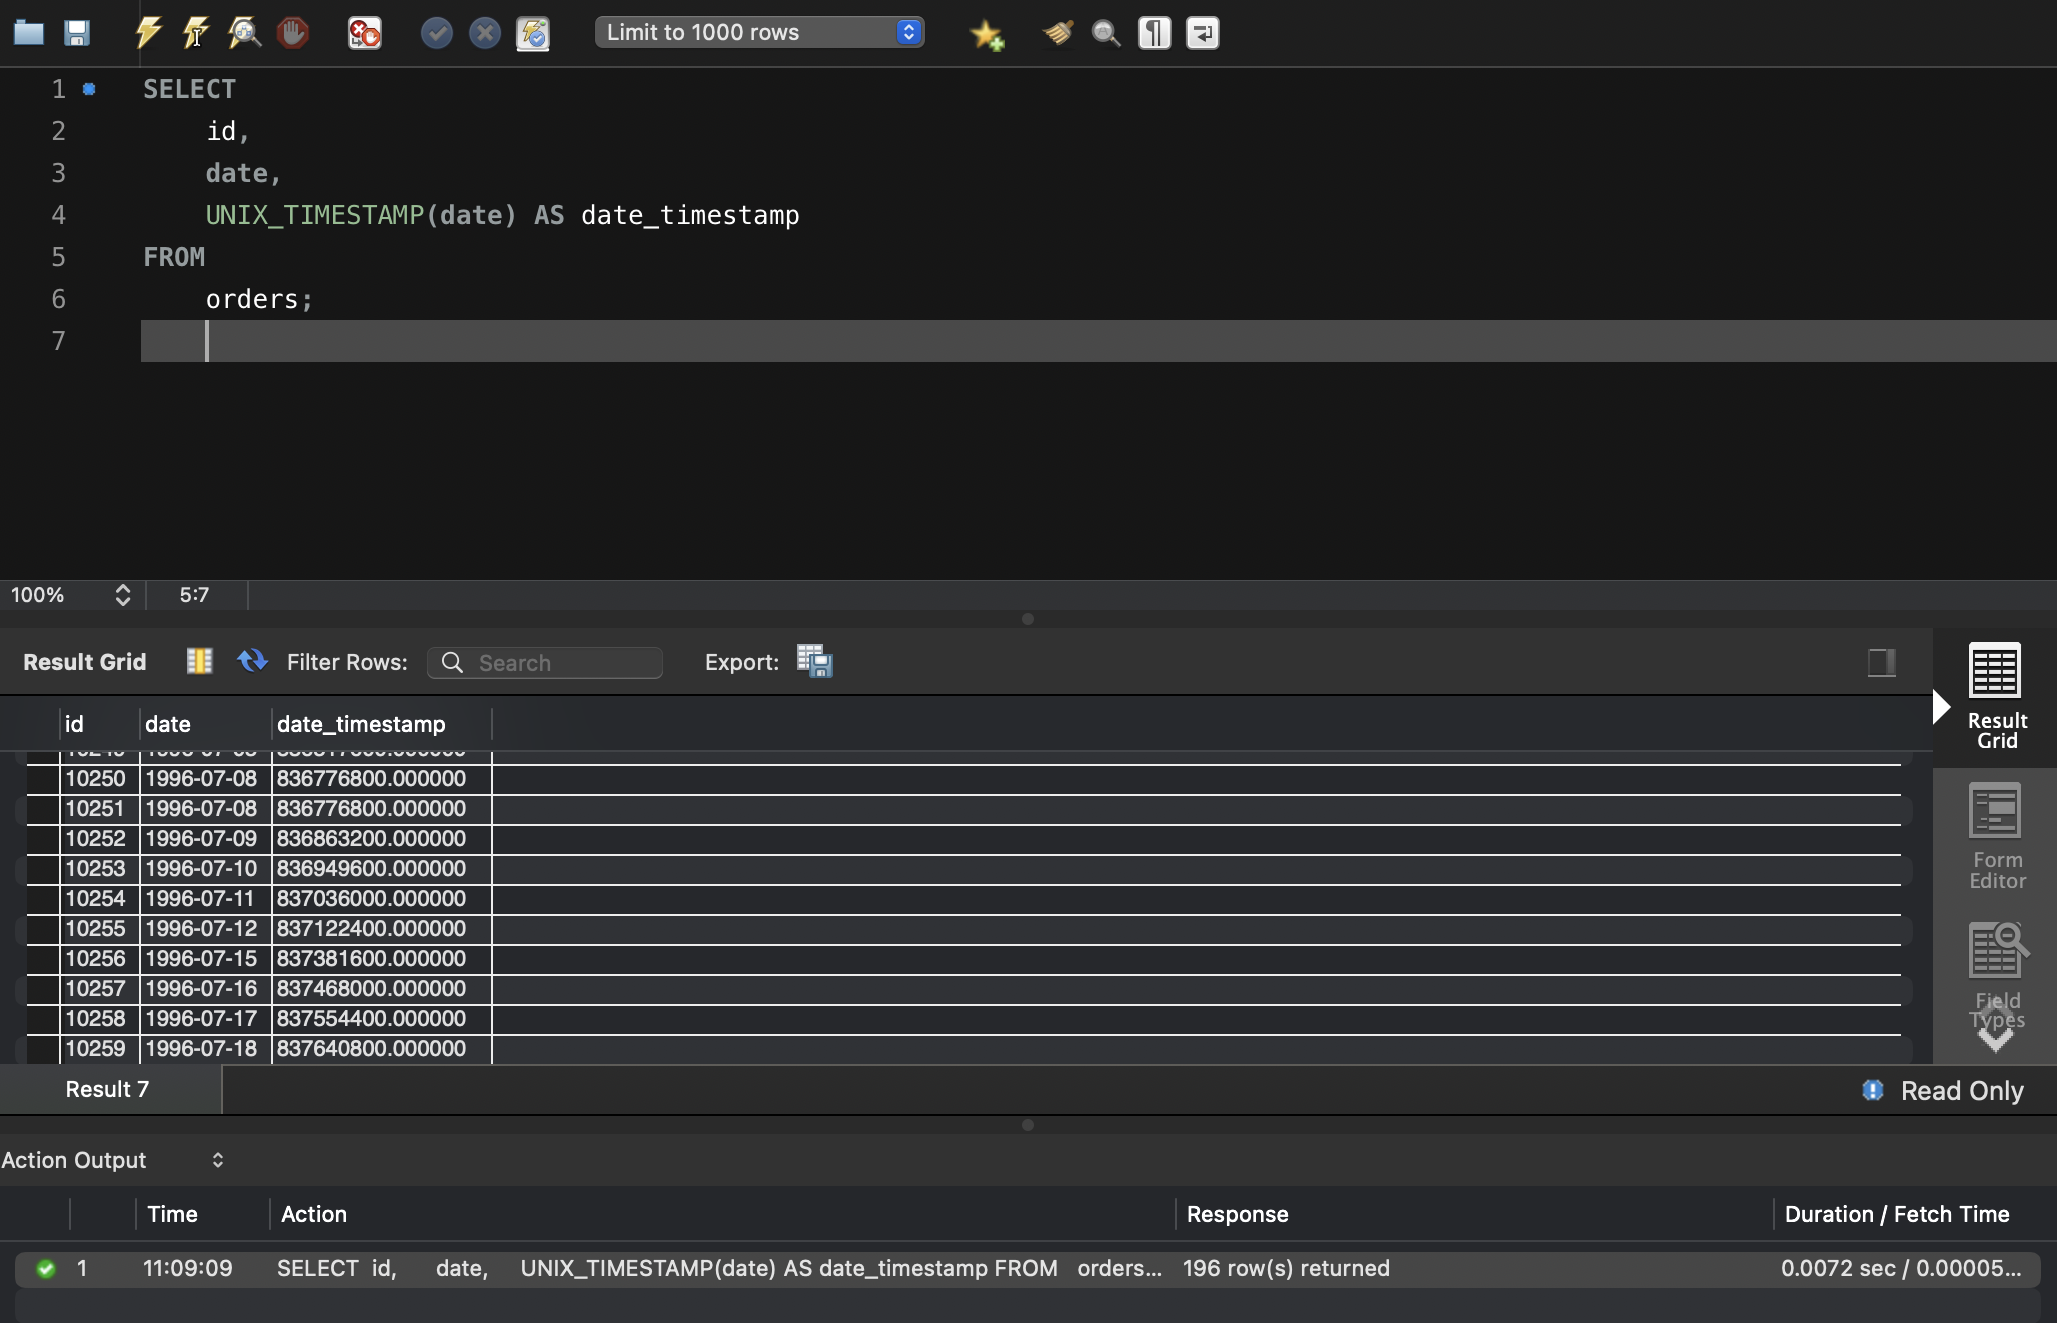 Limit to 1000 rows
1 SELECT
2 id,
3 date,
4 UNIX_TIMESTAMP(date) AS date_timestamp
5 FROM
6 orders;
7
100% 5:7
Result Grid Filter Rows: Search Export:
Result Grid
Form Editor
Field Types
id date date_timestamp
10250 1996-07-08 836776800.000000
10251 1996-07-08 836776800.000000
10252 1996-07-09 836863200.000000
10253 1996-07-10 836949600.000000
10254 1996-07-11 837036000.000000
10255 1996-07-12 837122400.000000
10256 1996-07-15 837381600.000000
10257 1996-07-16 837468000.000000
10258 1996-07-17 837554400.000000
10259 1996-07-18 837640800.000000
Result 7 Read Only
Action Output
Time Action Response Duration / Fetch Time
1 11:09:09 SELECT id, date, UNIX_TIMESTAMP(date) AS date_timestamp FROM orders... 196 row(s) returned 0.0072 sec / 0.00005...